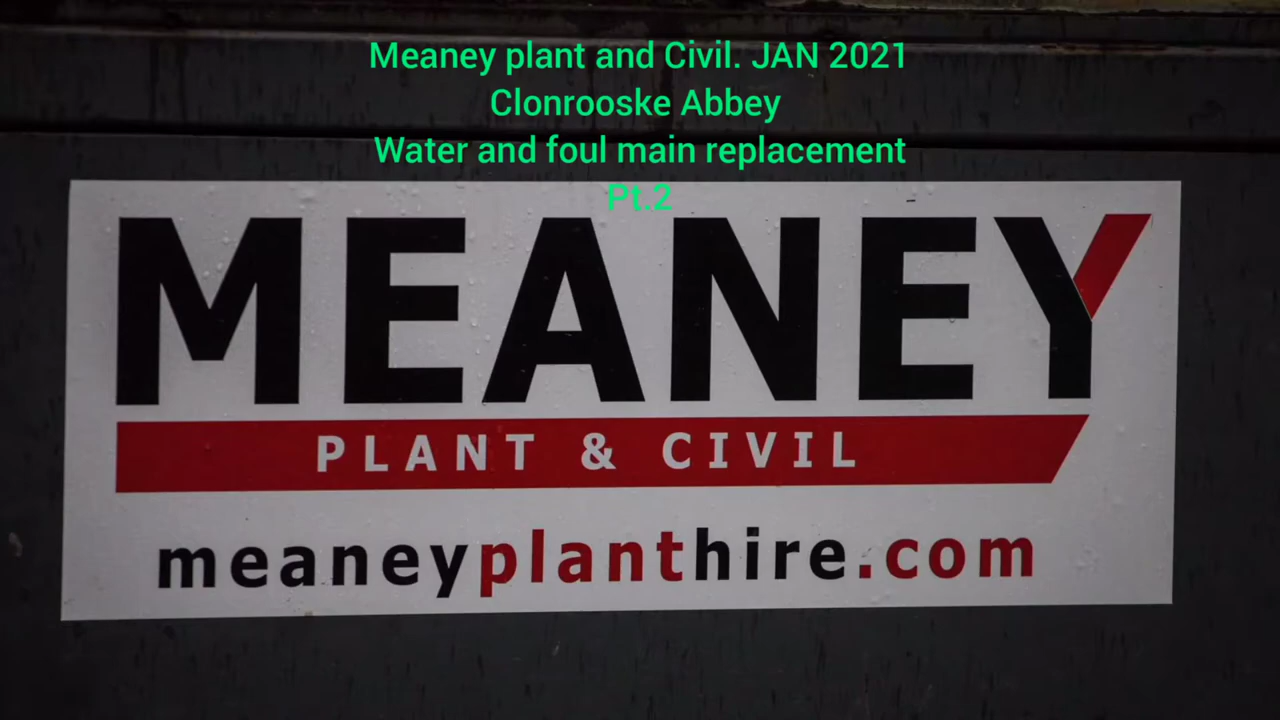 Meaney plant and Civil. JAN 2021
Clonrooske Abbey
Water and foul main replacement
Pt.2
MEANEY
PLANT & CIVIL
meaneyplanthire.com